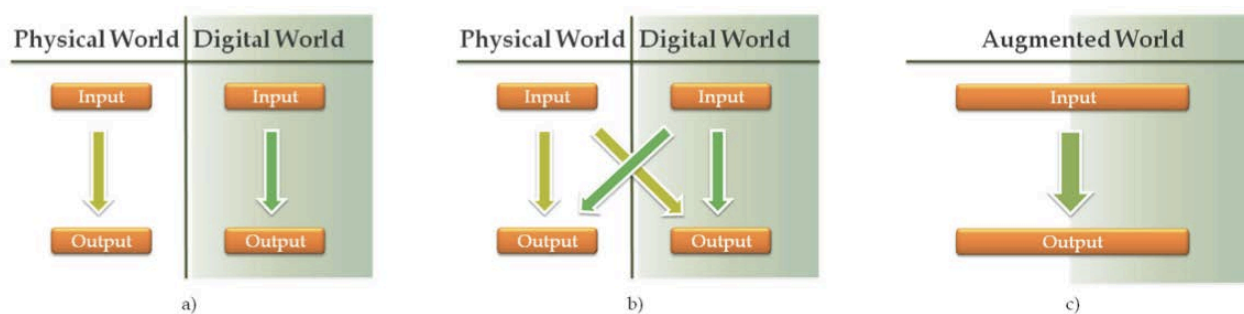 Physical World Digital World
Input Input
Output Output
a)
Physical World Digital World
Input Input
Output Output
b)
Augmented World
Input
Output
c)